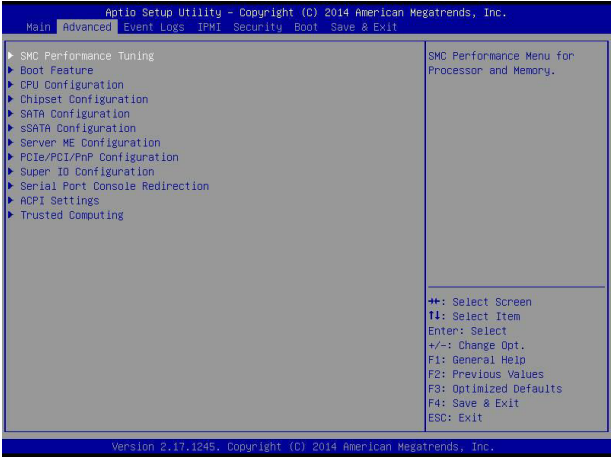 Aptio Setup Utility – Copyright (C) 2014 American Megatrends, Inc.
Main Advanced Event Logs IPMI Security Boot Save & Exit
▶ SMC Performance Tuning
▶ Boot Feature
▶ CPU Configuration
▶ Chipset Configuration
▶ SATA Configuration
▶ sSATA Configuration
▶ Server ME Configuration
▶ PCIe/PCI/PnP Configuration
▶ Super IO Configuration
▶ Serial Port Console Redirection
▶ ACPI Settings
▶ Trusted Computing
SMC Performance Menu for
Processor and Memory.
→←: Select Screen
↑↓: Select Item
Enter: Select
+/-: Change Opt.
F1: General Help
F2: Previous Values
F3: Optimized Defaults
F4: Save & Exit
ESC: Exit
Version 2.17.1245. Copyright (C) 2014 American Megatrends, Inc.